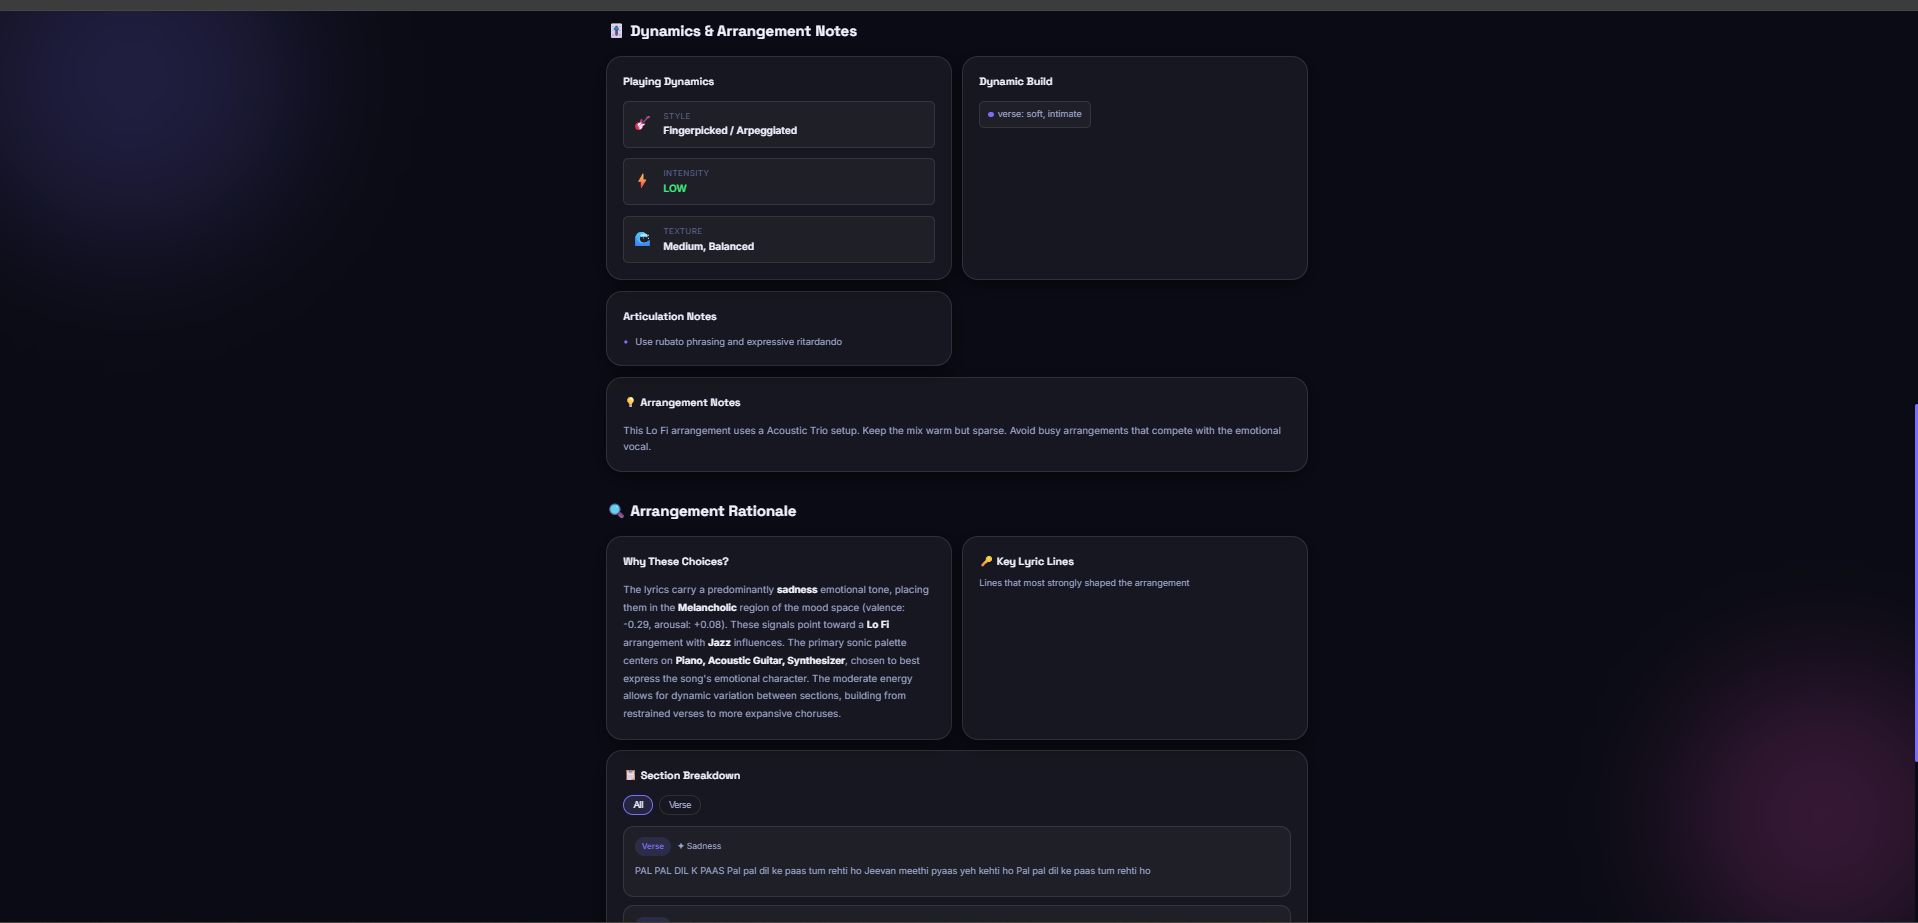 Dynamics & Arrangement Notes
Playing Dynamics
STYLE
Fingerpicked / Arpeggiated
INTENSITY
LOW
TEXTURE
Medium, Balanced
Dynamic Build
verse: soft, intimate
Articulation Notes
• Use rubato phrasing and expressive ritardando
Arrangement Notes
This Lo Fi arrangement uses a Acoustic Trio setup. Keep the mix warm but sparse. Avoid busy arrangements that compete with the emotional
vocal.
Arrangement Rationale
Why These Choices?
The lyrics carry a predominantly sadness emotional tone, placing
them in the Melancholic region of the mood space (valence:
-0.29, arousal: +0.08). These signals point toward a Lo Fi
arrangement with Jazz influences. The primary sonic palette
centers on Piano, Acoustic Guitar, Synthesizer, chosen to best
express the song's emotional character. The moderate energy
allows for dynamic variation between sections, building from
restrained verses to more expansive choruses.
Key Lyric Lines
Lines that most strongly shaped the arrangement
Section Breakdown
All Verse
Verse ✦ Sadness
PAL PAL DIL K PAAS Pal pal dil ke paas tum rehti ho Jeevan meethi pyaas yeh kehti ho Pal pal dil ke paas tum rehti ho